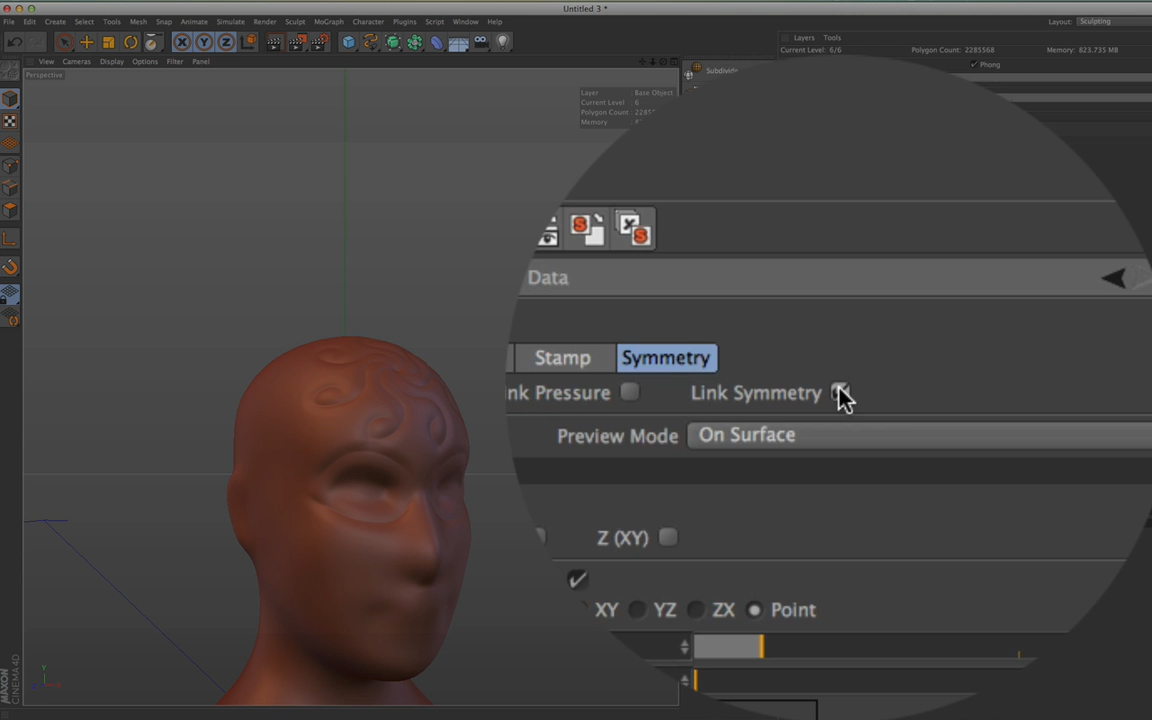 Untitled 3 *
File Edit Create Select Tools Mesh Snap Animate Simulate Render Sculpt MoGraph Character Plugins Script Window Help
Layout: Sculpting
X Y Z
Layers Tools
Current Level: 6/6 Polygon Count: 2285568 Memory: 823.735 MB
View Cameras Display Options Filter Panel
Phong
Perspective
Subdivide
Layer Base Object
Current Level : 6
Polygon Count
Memory
Data
Stamp Symmetry
Pressure Link Symmetry
Preview Mode On Surface
Z (XY)
XY YZ ZX Point
Y
MAXON
CINEMA 4D